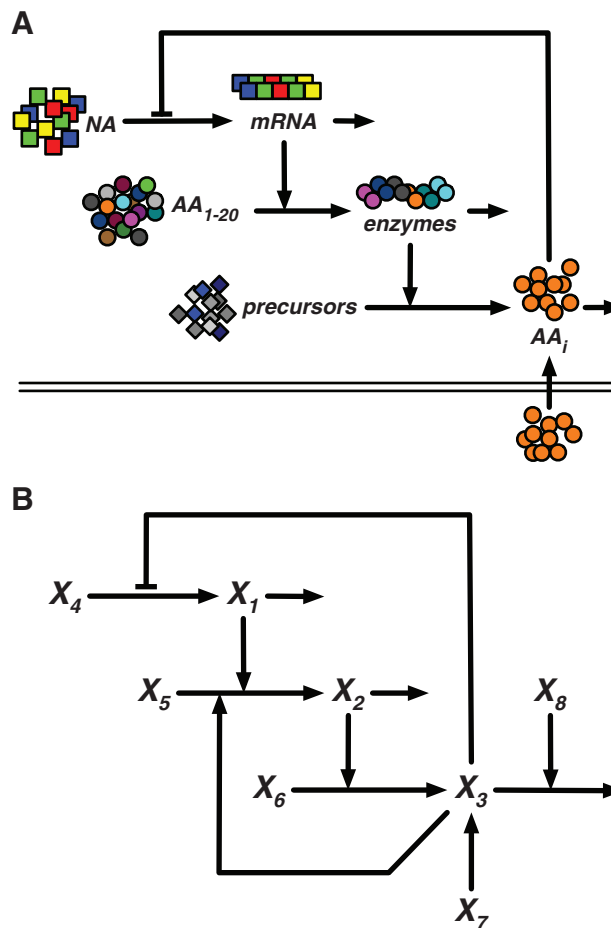 A
NA
mRNA
AA1-20
enzymes
precursors
AAi
B
X4
X1
X5
X2
X8
X6
X3
X7